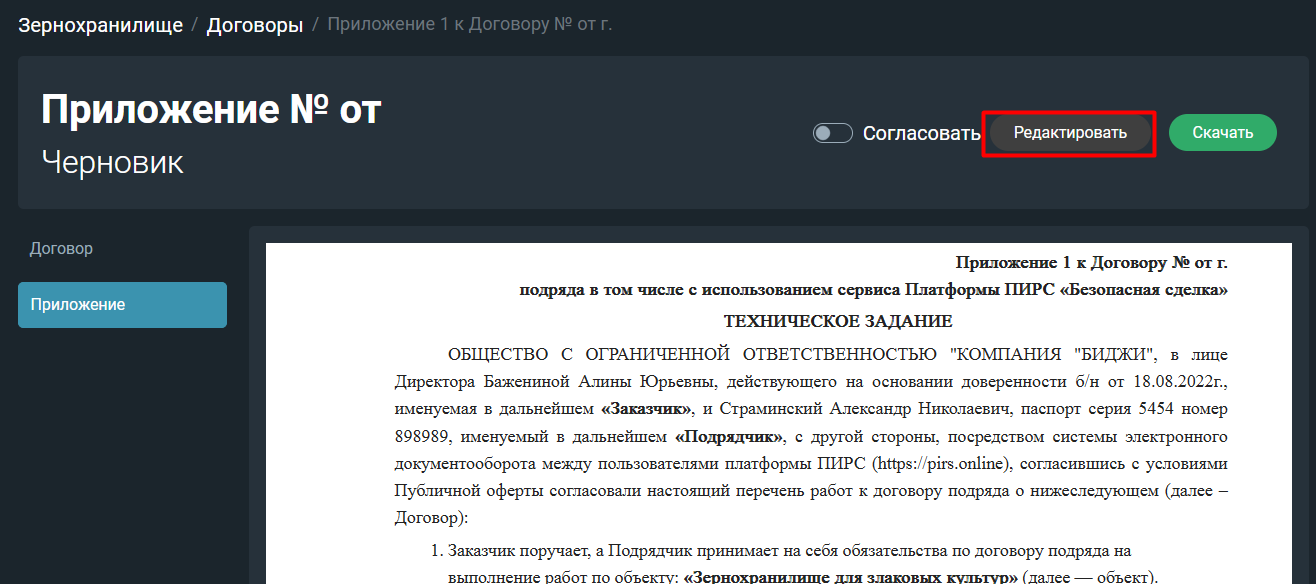 Зернохранилище / Договоры / Приложение 1 к Договору № от г.
Приложение № от
Черновик
Согласовать
Редактировать
Скачать
Договор
Приложение
Приложение 1 к Договору № от г.
подряда в том числе с использованием сервиса Платформы ПИРС «Безопасная сделка»
ТЕХНИЧЕСКОЕ ЗАДАНИЕ
ОБЩЕСТВО С ОГРАНИЧЕННОЙ ОТВЕТСТВЕННОСТЬЮ "КОМПАНИЯ "БИДЖИ", в лице
Директора Бажениной Алины Юрьевны, действующего на основании доверенности б/н от 18.08.2022г.,
именуемая в дальнейшем «Заказчик», и Страминский Александр Николаевич, паспорт серия 5454 номер
898989, именуемый в дальнейшем «Подрядчик», с другой стороны, посредством системы электронного
документооборота между пользователями платформы ПИРС (https://pirs.online), согласившись с условиями
Публичной оферты согласовали настоящий перечень работ к договору подряда о нижеследующем (далее –
Договор):
1. Заказчик поручает, а Подрядчик принимает на себя обязательства по договору подряда на
выполнение работ по объекту: «Зернохранилище для злаковых культур» (далее — объект).